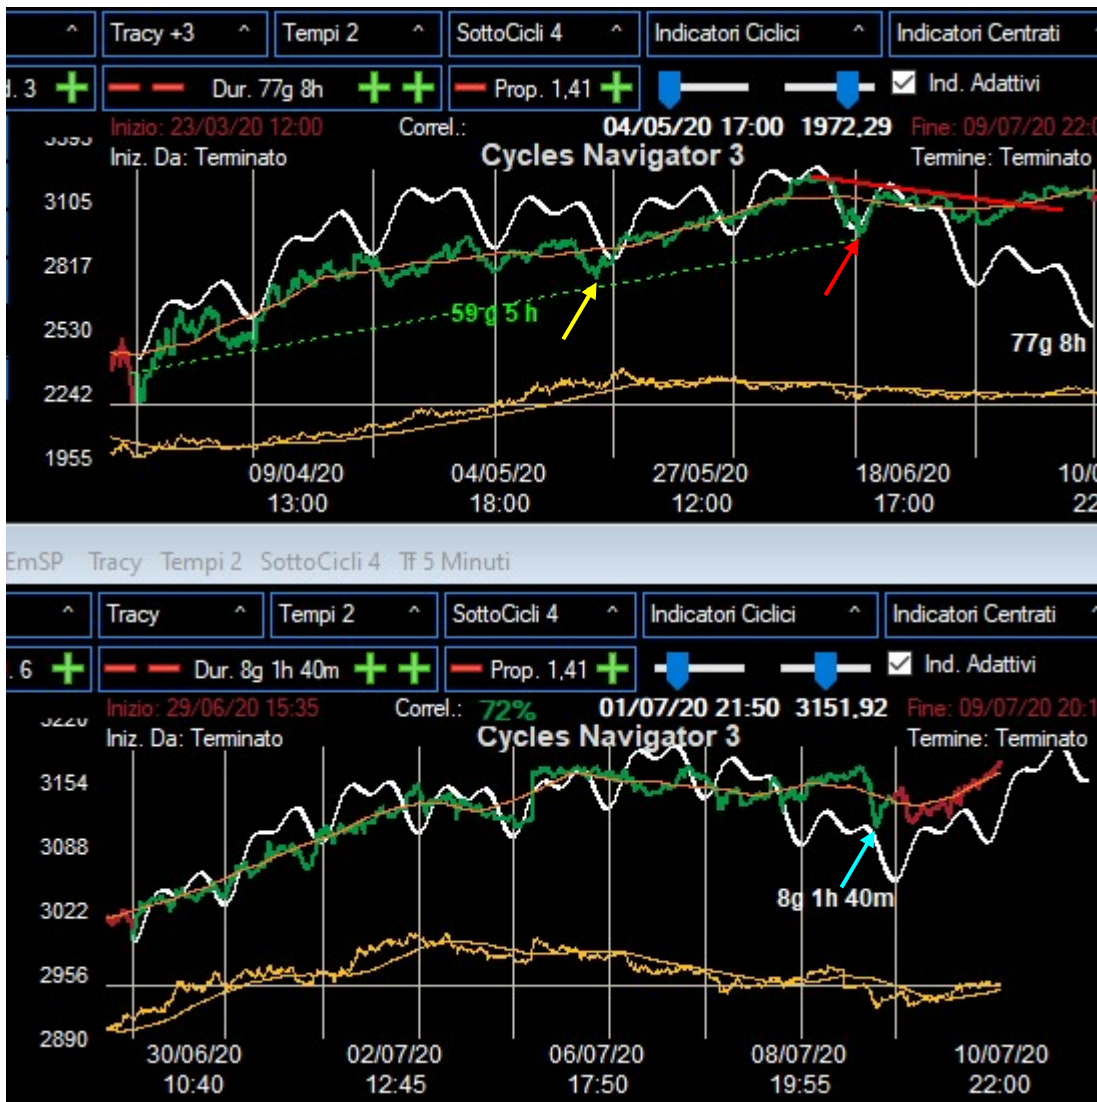 Tracy +3 ^ Tempi 2 ^ SottoCicli 4 ^ Indicatori Ciclici ^ Indicatori Centrati
. 3 Dur. 77g 8h Prop. 1,41 Ind. Adattivi
Inizio: 23/03/20 12:00 Correl.: 04/05/20 17:00 1972,29 Fine: 09/07/20 22:0
Iniz. Da: Terminato Cycles Navigator 3 Termine: Terminato
3105
2817
59 g 5 h
2530
77g 8h
2242
1955
09/04/20 04/05/20 27/05/20 18/06/20 10/0
13:00 18:00 12:00 17:00 22
EmSP Tracy Tempi 2 SottoCicli 4 Tf 5 Minuti
^ Tracy ^ Tempi 2 ^ SottoCicli 4 ^ Indicatori Ciclici ^ Indicatori Centrati ^
. 6 Dur. 8g 1h 40m Prop. 1,41 Ind. Adattivi
Inizio: 29/06/20 15:35 Correl.: 72% 01/07/20 21:50 3151,92 Fine: 09/07/20 20:1
Iniz. Da: Terminato Cycles Navigator 3 Termine: Terminato
3220
3154
3088
8g 1h 40m
3022
2956
2890
30/06/20 02/07/20 06/07/20 08/07/20 10/07/20
10:40 12:45 17:50 19:55 22:00